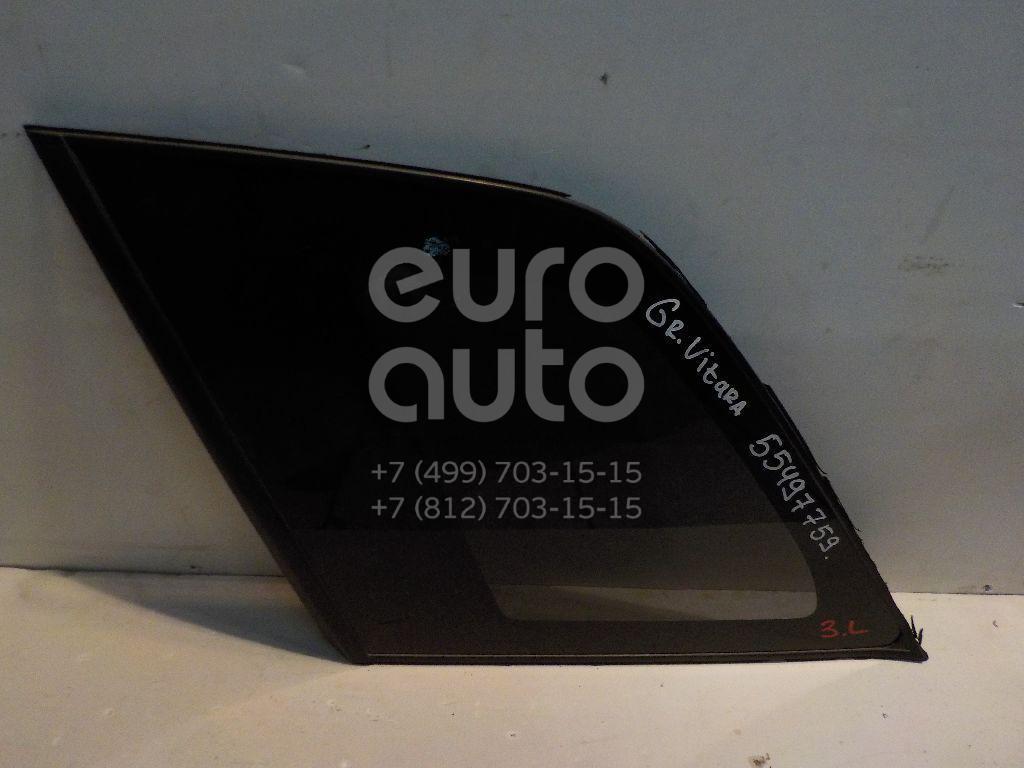 euro
auto
+7 (499) 703-15-15
+7 (812) 703-15-15
GR. Vitara 55497759.
3.L